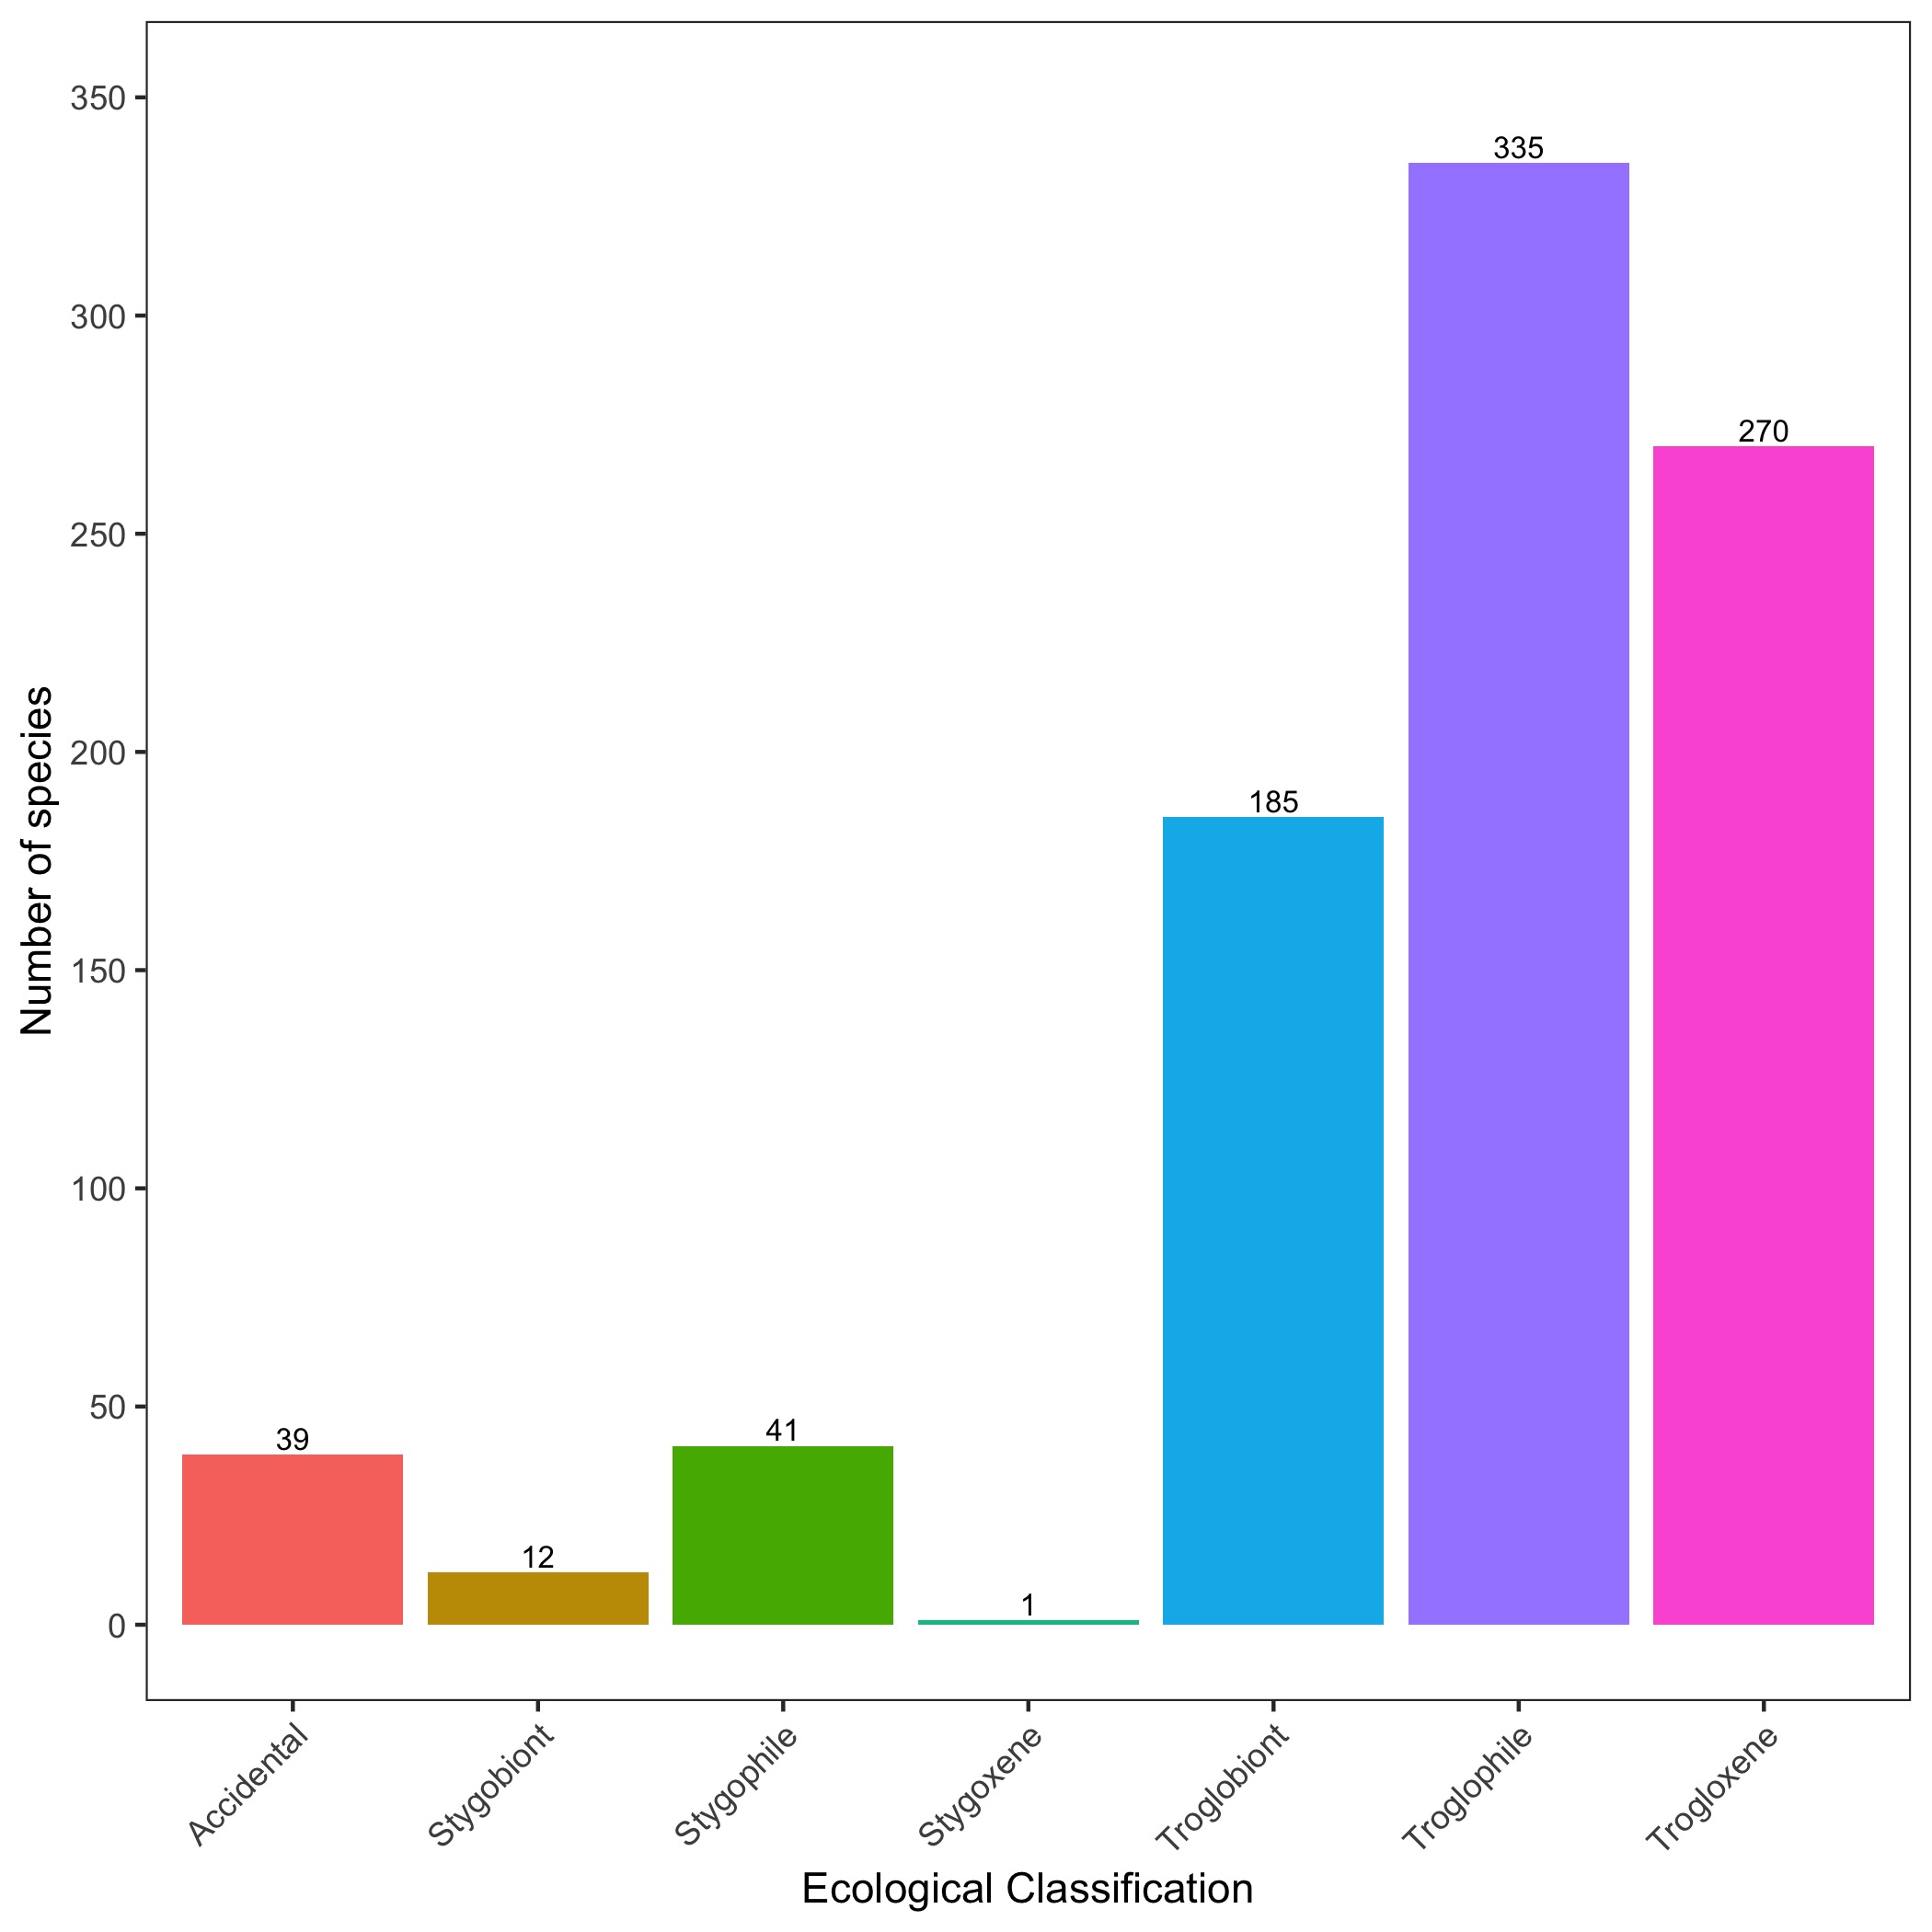 350
300
250
200
150
100
50
0
Number of species
39
12
41
1
185
335
270
Accidental
Stygobiont
Stygophile
Stygoxene
Troglobiont
Troglophile
Trogloxene
Ecological Classification